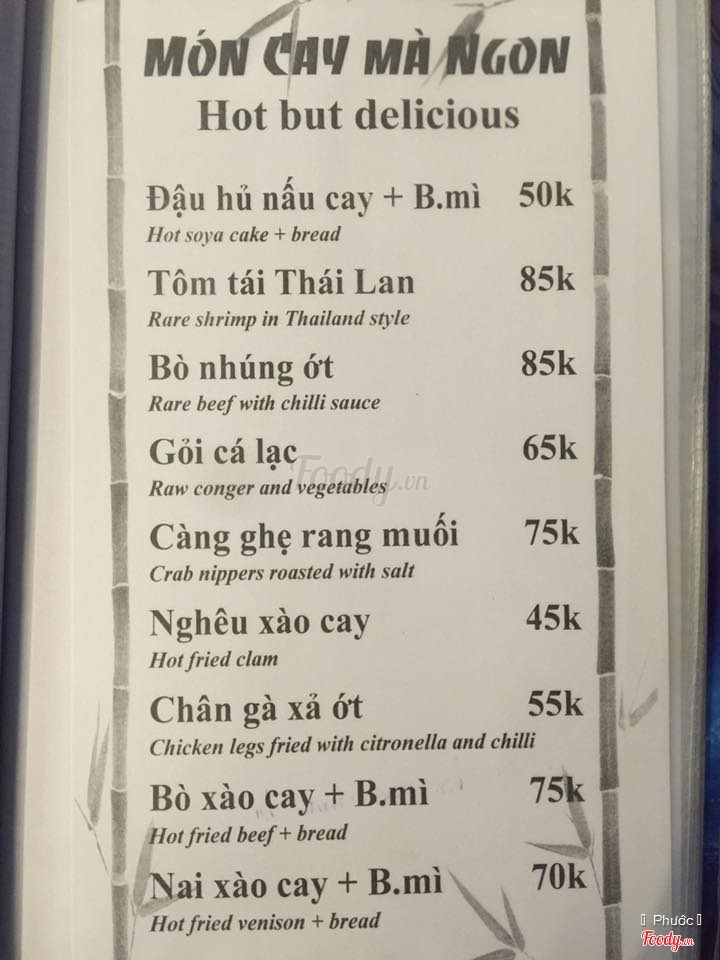 MÓN CAY MÀ NGON
Hot but delicious
Đậu hủ nấu cay + B.mì 50k
Hot soya cake + bread
Tôm tái Thái Lan 85k
Rare shrimp in Thailand style
Bò nhúng ớt 85k
Rare beef with chilli sauce
Gỏi cá lạc 65k
Raw conger and vegetables
Foody.vn
Càng ghẹ rang muối 75k
Crab nippers roasted with salt
Nghêu xào cay 45k
Hot fried clam
Chân gà xả ớt 55k
Chicken legs fried with citronella and chilli
Bò xào cay + B.mì 75k
Hot fried beef + bread
Nai xào cay + B.mì 70k
Hot fried venison + bread
Phước
Foody.vn